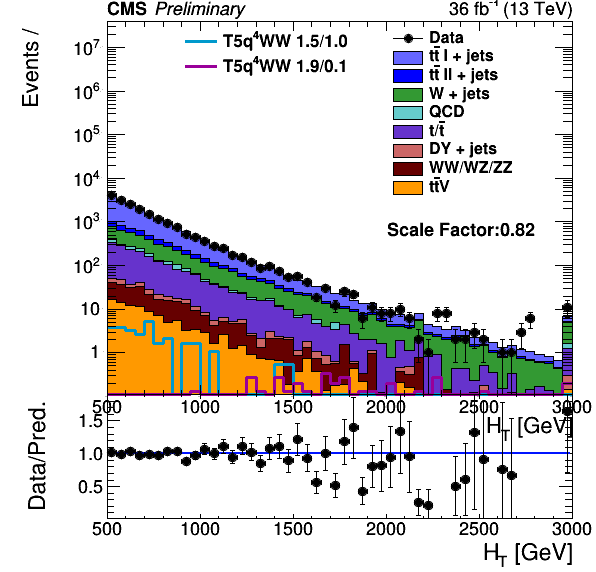 CMS Preliminary 36 fb⁻¹ (13 TeV)
Events /
T5q⁴WW 1.5/1.0
T5q⁴WW 1.9/0.1
Data
tt̄ l + jets
tt̄ ll + jets
W + jets
QCD
t/t̄
DY + jets
WW/WZ/ZZ
tt̄V
Scale Factor:0.82
10⁷
10⁶
10⁵
10⁴
10³
10²
10
1
500 1000 1500 2000 2500 3000
H_T [GeV]
Data/Pred.
1.5
1.0
0.5
500 1000 1500 2000 2500 3000
H_T [GeV]